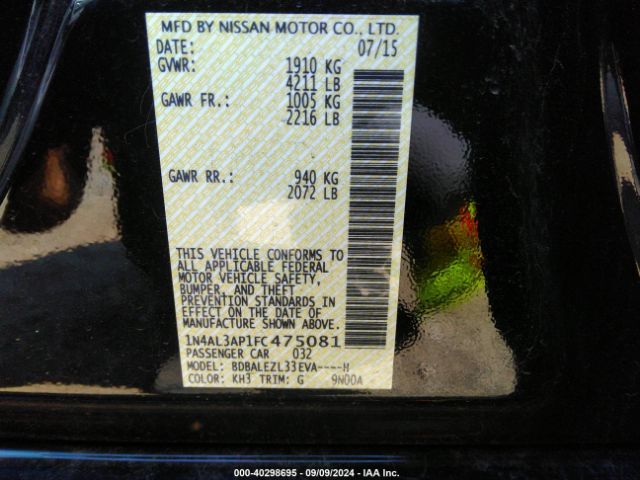 MFD BY NISSAN MOTOR CO., LTD.
DATE: 07/15
GVWR: 1910 KG
4211 LB
GAWR FR.: 1005 KG
2216 LB
GAWR RR.: 940 KG
2072 LB
THIS VEHICLE CONFORMS TO
ALL APPLICABLE FEDERAL
MOTOR VEHICLE SAFETY,
BUMPER, AND THEFT
PREVENTION STANDARDS IN
EFFECT ON THE DATE OF
MANUFACTURE SHOWN ABOVE.
1N4AL3AP1FC475081
PASSENGER CAR 032
MODEL: BDBALEZL33EVA----H
COLOR: KH3 TRIM: G 9N00A
000-40298695 - 09/09/2024 - IAA Inc.